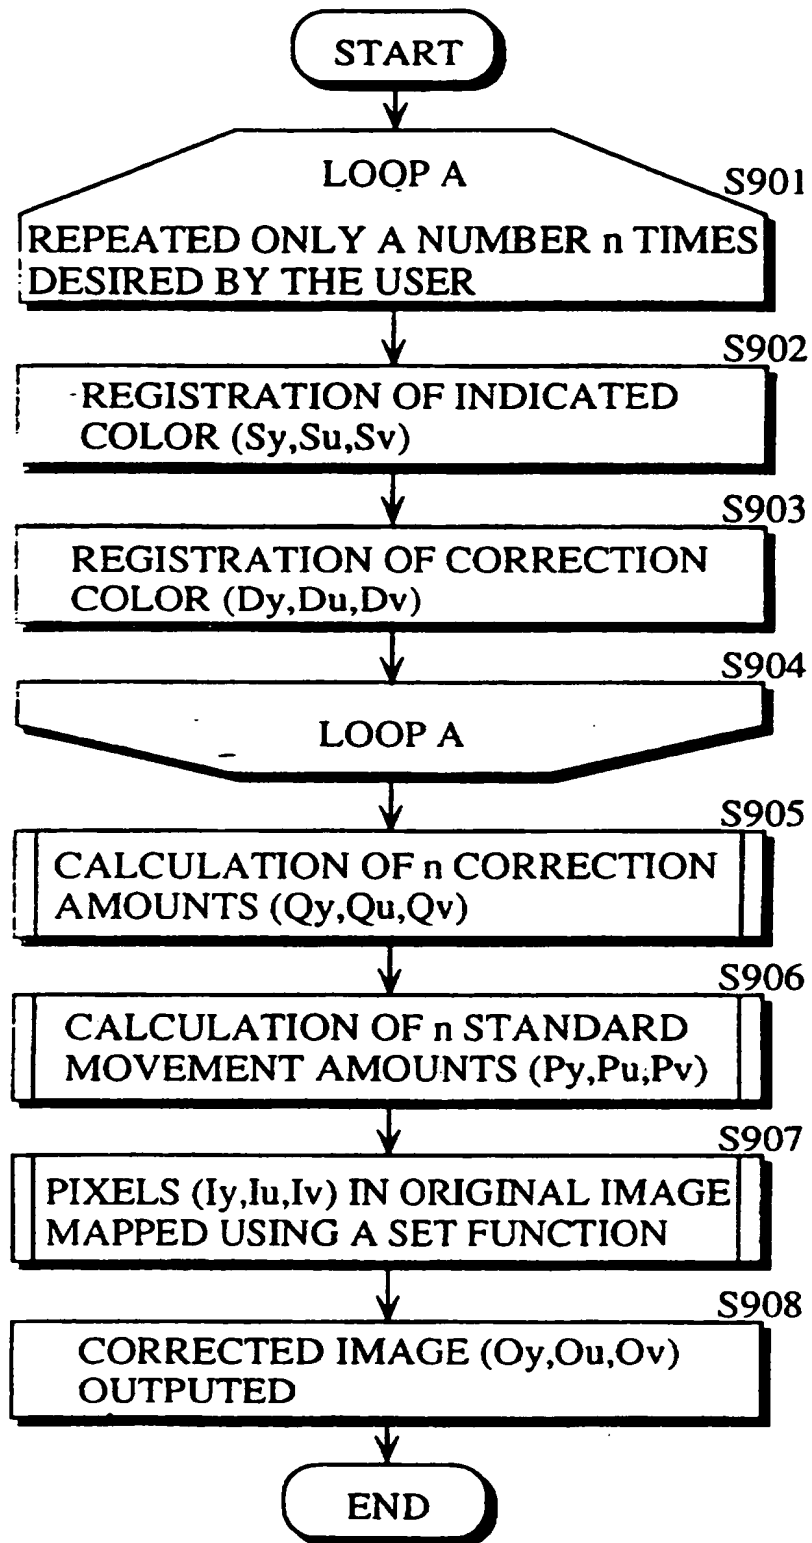 START
LOOP A
S901
REPEATED ONLY A NUMBER n TIMES
DESIRED BY THE USER
S902
REGISTRATION OF INDICATED
COLOR (Sy,Su,Sv)
S903
REGISTRATION OF CORRECTION
COLOR (Dy,Du,Dv)
S904
LOOP A
S905
CALCULATION OF n CORRECTION
AMOUNTS (Qy,Qu,Qv)
S906
CALCULATION OF n STANDARD
MOVEMENT AMOUNTS (Py,Pu,Pv)
S907
PIXELS (Iy,Iu,Iv) IN ORIGINAL IMAGE
MAPPED USING A SET FUNCTION
S908
CORRECTED IMAGE (Oy,Ou,Ov)
OUTPUTED
END